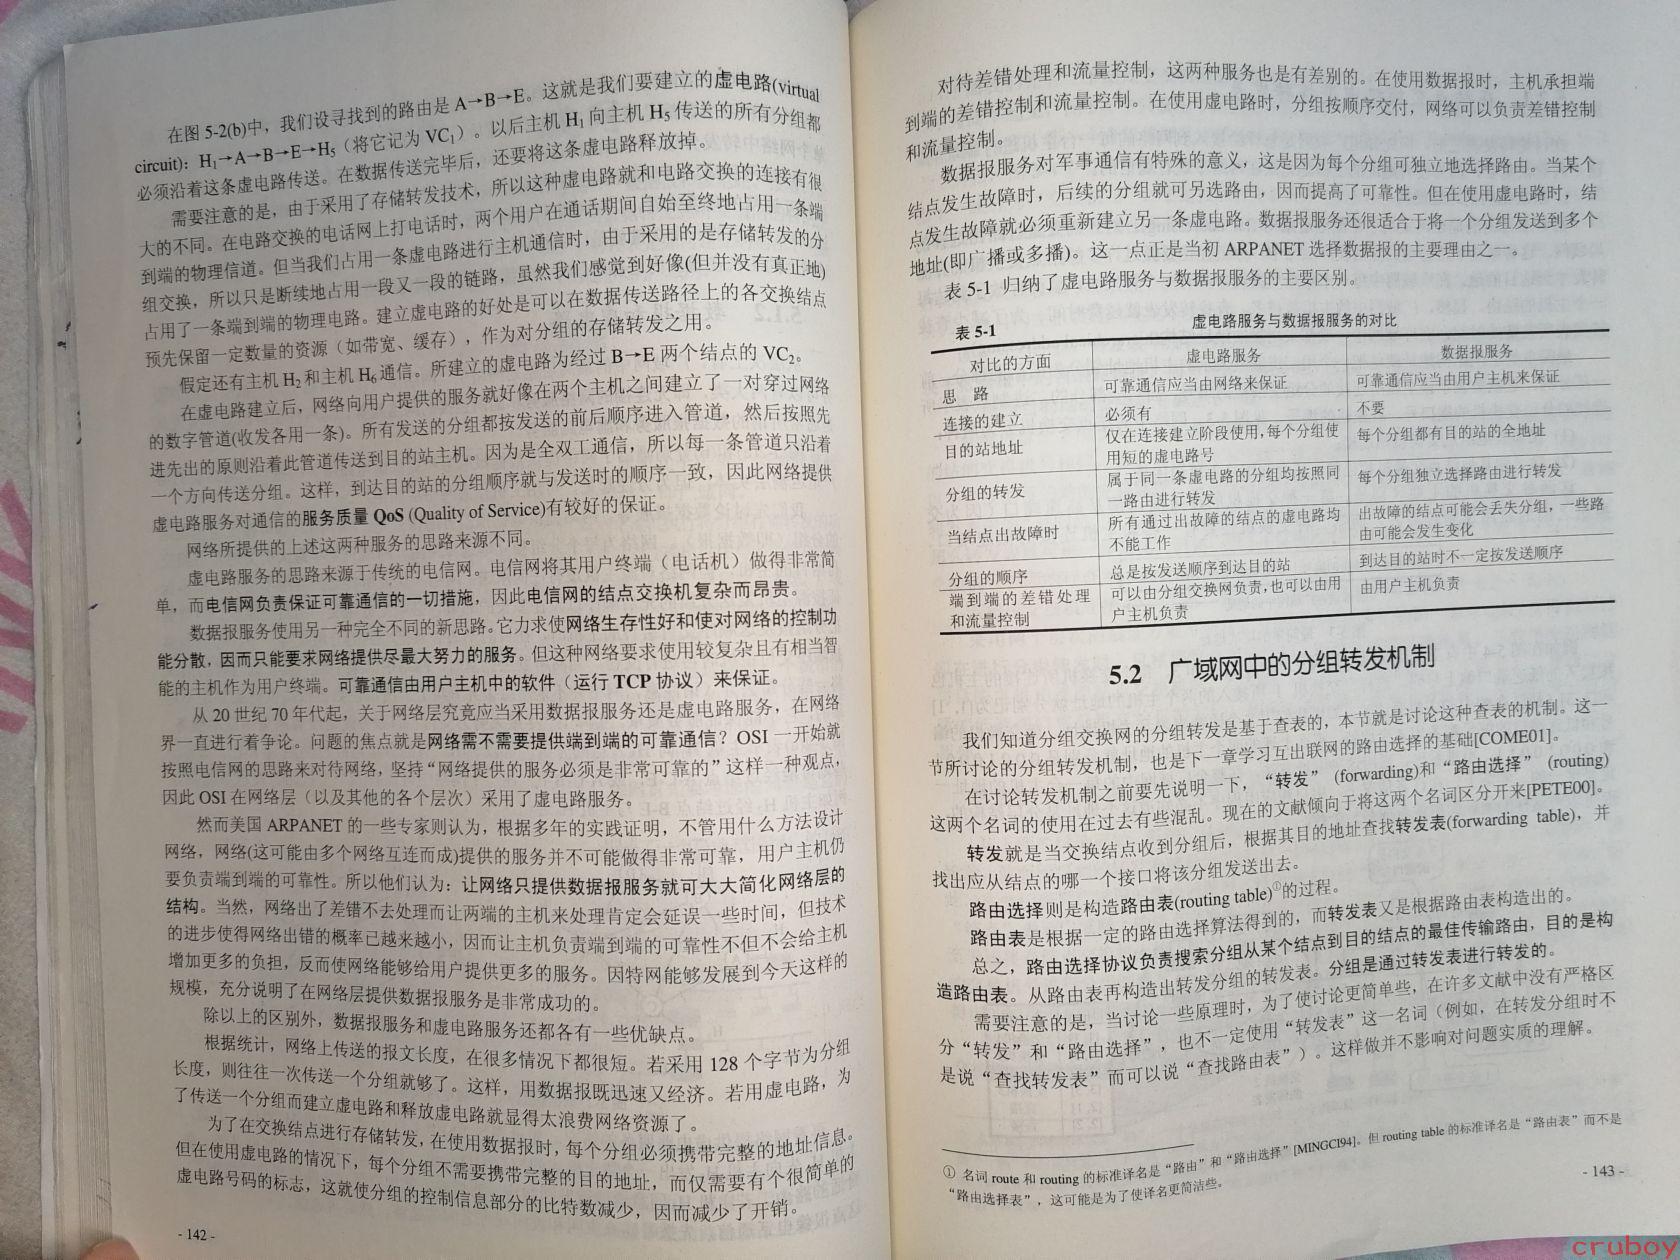 在图 5-2(b)中，我们设寻找到的路由是 A→B→E。这就是我们要建立的虚电路(virtual
circuit)：H₁→A→B→E→H₅（将它记为 VC₁）。以后主机 H₁ 向主机 H₅ 传送的所有分组都
必须沿着这条虚电路传送。在数据传送完毕后，还要将这条虚电路释放掉。
需要注意的是，由于采用了存储转发技术，所以这种虚电路就和电路交换的连接有很
大的不同。在电路交换的电话网上打电话时，两个用户在通话期间自始至终地占用一条端
到端的物理信道。但当我们占用一条虚电路进行主机通信时，由于采用的是存储转发的分
组交换，所以只是断续地占用一段又一段的链路，虽然我们感觉到好像(但并没有真正地)
占用了一条端到端的物理电路。建立虚电路的好处是可以在数据传送路径上的各交换结点
预先保留一定数量的资源（如带宽、缓存），作为对分组的存储转发之用。
假定还有主机 H₂ 和主机 H₆ 通信。所建立的虚电路为经过 B→E 两个结点的 VC₂。
在虚电路建立后，网络向用户提供的服务就好像在两个主机之间建立了一对穿过网络
的数字管道(收发各用一条)。所有发送的分组都按发送的前后顺序进入管道，然后按照先
进先出的原则沿着此管道传送到目的站主机。因为是全双工通信，所以每一条管道只沿着
一个方向传送分组。这样，到达目的站的分组顺序就与发送时的顺序一致，因此网络提供
虚电路服务对通信的服务质量 QoS (Quality of Service)有较好的保证。
网络所提供的上述这两种服务的思路来源不同。
虚电路服务的思路来源于传统的电信网。电信网将其用户终端（电话机）做得非常简
单，而电信网负责保证可靠通信的一切措施，因此电信网的结点交换机复杂而昂贵。
数据报服务使用另一种完全不同的新思路。它力求使网络生存性好和使对网络的控制功
能分散，因而只能要求网络提供尽最大努力的服务。但这种网络要求使用较复杂且有相当智
能的主机作为用户终端。可靠通信由用户主机中的软件（运行 TCP 协议）来保证。
从 20 世纪 70 年代起，关于网络层究竟应当采用数据报服务还是虚电路服务，在网络
界一直进行着争论。问题的焦点就是网络需不需要提供端到端的可靠通信？OSI 一开始就
按照电信网的思路来对待网络，坚持“网络提供的服务必须是非常可靠的”这样一种观点，
因此 OSI 在网络层（以及其他的各个层次）采用了虚电路服务。
然而美国 ARPANET 的一些专家则认为，根据多年的实践证明，不管用什么方法设计
网络，网络(这可能由多个网络互连而成)提供的服务并不可能做得非常可靠，用户主机仍
要负责端到端的可靠性。所以他们认为：让网络只提供数据报服务就可大大简化网络层的
结构。当然，网络出了差错不去处理而让两端的主机来处理肯定会延误一些时间，但技术
的进步使得网络出错的概率已越来越小，因而让主机负责端到端的可靠性不但不会给主机
增加更多的负担，反而使网络能够给用户提供更多的服务。因特网能够发展到今天这样的
规模，充分说明了在网络层提供数据报服务是非常成功的。
除以上的区别外，数据报服务和虚电路服务还都各有一些优缺点。
根据统计，网络上传送的报文长度，在很多情况下都很短。若采用 128 个字节为分组
长度，则往往一次传送一个分组就够了。这样，用数据报既迅速又经济。若用虚电路，为
了传送一个分组而建立虚电路和释放虚电路就显得太浪费网络资源了。
为了在交换结点进行存储转发，在使用数据报时，每个分组必须携带完整的地址信息。
但在使用虚电路的情况下，每个分组不需要携带完整的目的地址，而仅需要有个很简单的
虚电路号码的标志，这就使分组的控制信息部分的比特数减少，因而减少了开销。
- 142 -
对待差错处理和流量控制，这两种服务也是有差别的。在使用数据报时，主机承担端
到端的差错控制和流量控制。在使用虚电路时，分组按顺序交付，网络可以负责差错控制
和流量控制。
数据报服务对军事通信有特殊的意义，这是因为每个分组可独立地选择路由。当某个
结点发生故障时，后续的分组就可另选路由，因而提高了可靠性。但在使用虚电路时，结
点发生故障就必须重新建立另一条虚电路。数据报服务还很适合于将一个分组发送到多个
地址(即广播或多播)。这一点正是当初 ARPANET 选择数据报的主要理由之一。
表 5-1 归纳了虚电路服务与数据报服务的主要区别。
表 5-1 虚电路服务与数据报服务的对比
对比的方面 虚电路服务 数据报服务
思 路 可靠通信应当由网络来保证 可靠通信应当由用户主机来保证
连接的建立 必须有 不要
目的站地址 仅在连接建立阶段使用，每个分组使 每个分组都有目的站的全地址
用短的虚电路号
分组的转发 属于同一条虚电路的分组均按照同 每个分组独立选择路由进行转发
一路由进行转发
当结点出故障时 所有通过出故障的结点的虚电路均 出故障的结点可能会丢失分组，一些路
不能工作 由可能会发生变化
分组的顺序 总是按发送顺序到达目的站 到达目的站时不一定按发送顺序
端到端的差错处理 可以由分组交换网负责，也可以由用 由用户主机负责
和流量控制 户主机负责
5.2 广域网中的分组转发机制
我们知道分组交换网的分组转发是基于查表的，本节就是讨论这种查表的机制。这一
节所讨论的分组转发机制，也是下一章学习互出联网的路由选择的基础[COME01]。
在讨论转发机制之前要先说明一下，“转发” (forwarding)和“路由选择” (routing)
这两个名词的使用在过去有些混乱。现在的文献倾向于将这两个名词区分开来[PETE00]。
转发就是当交换结点收到分组后，根据其目的地址查找转发表(forwarding table)，并
找出应从结点的哪一个接口将该分组发送出去。
路由选择则是构造路由表(routing table)①的过程。
路由表是根据一定的路由选择算法得到的，而转发表又是根据路由表构造出的。
总之，路由选择协议负责搜索分组从某个结点到目的结点的最佳传输路由，目的是构
造路由表。从路由表再构造出转发分组的转发表。分组是通过转发表进行转发的。
需要注意的是，当讨论一些原理时，为了使讨论更简单些，在许多文献中没有严格区
分“转发”和“路由选择”，也不一定使用“转发表”这一名词（例如，在转发分组时不
是说“查找转发表”而可以说“查找路由表”）。这样做并不影响对问题实质的理解。
① 名词 route 和 routing 的标准译名是“路由”和“路由选择”[MINGCI94]。但 routing table 的标准译名是“路由表”而不是
“路由选择表”，这可能是为了使译名更简洁些。
- 143 -
cruboy